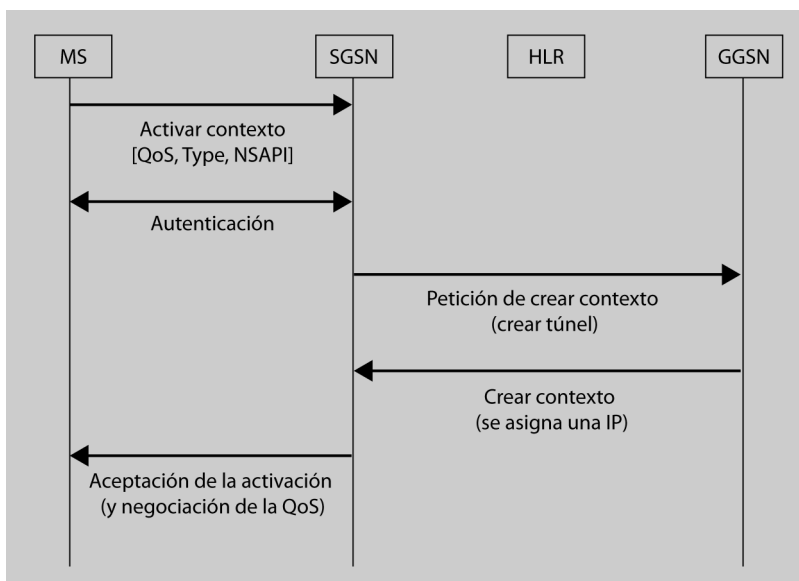 MS
SGSN
HLR
GGSN
Activar contexto
[QoS, Type, NSAPI]
Autenticación
Petición de crear contexto
(crear túnel)
Crear contexto
(se asigna una IP)
Aceptación de la activación
(y negociación de la QoS)